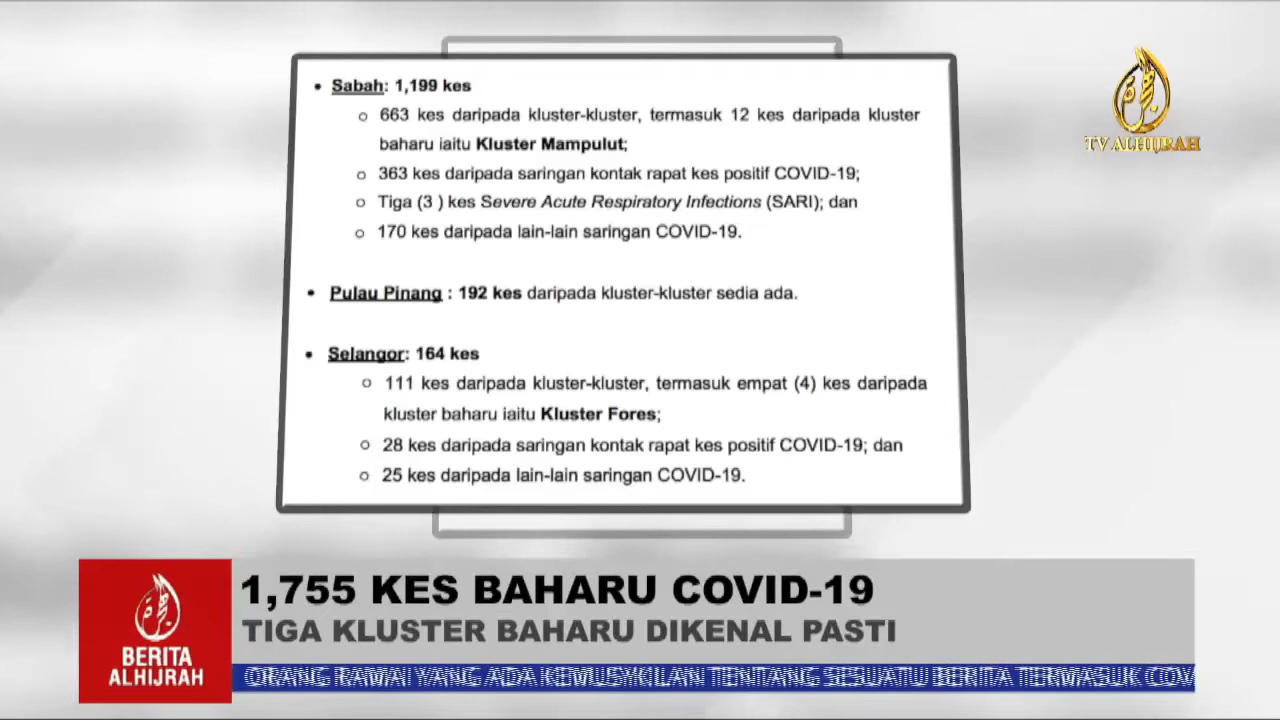 • Sabah: 1,199 kes
o 663 kes daripada kluster-kluster, termasuk 12 kes daripada kluster
baharu iaitu Kluster Mampulut;
o 363 kes daripada saringan kontak rapat kes positif COVID-19;
o Tiga (3 ) kes Severe Acute Respiratory Infections (SARI); dan
o 170 kes daripada lain-lain saringan COVID-19.
• Pulau Pinang : 192 kes daripada kluster-kluster sedia ada.
• Selangor: 164 kes
o 111 kes daripada kluster-kluster, termasuk empat (4) kes daripada
kluster baharu iaitu Kluster Fores;
o 28 kes daripada saringan kontak rapat kes positif COVID-19; dan
o 25 kes daripada lain-lain saringan COVID-19.
TV ALHIJRAH
1,755 KES BAHARU COVID-19
TIGA KLUSTER BAHARU DIKENAL PASTI
BERITA
ALHIJRAH
ORANG RAMAI YANG ADA KEMUSYKILAN TENTANG SESUATU BERITA TERMASUK COV